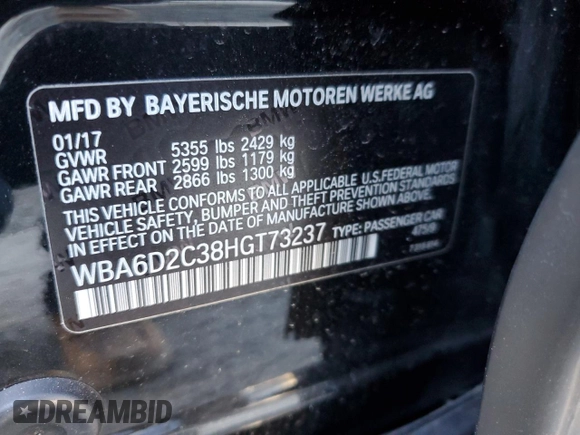 MFD BY BAYERISCHE MOTOREN WERKE AG
01/17
GVWR 5355 lbs 2429 kg
GAWR FRONT 2599 lbs 1179 kg
GAWR REAR 2866 lbs 1300 kg
THIS VEHICLE CONFORMS TO ALL APPLICABLE U.S. FEDERAL MOTOR
VEHICLE SAFETY, BUMPER AND THEFT PREVENTION STANDARDS
IN EFFECT ON THE DATE OF MANUFACTURE SHOWN ABOVE.
WBA6D2C38HGT73237 TYPE: PASSENGER CAR
475/9
DREAMBID